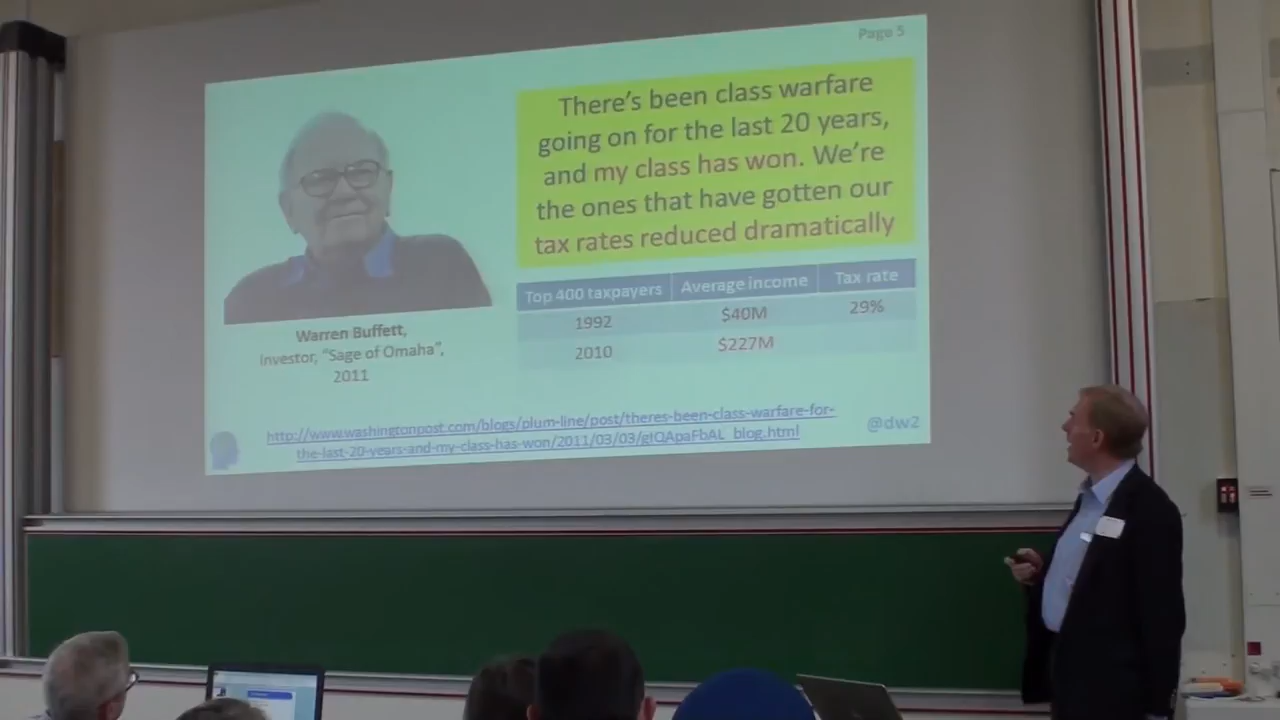 Page 5
There's been class warfare
going on for the last 20 years,
and my class has won. We're
the ones that have gotten our
tax rates reduced dramatically
Top 400 taxpayers Average income Tax rate
1992 $40M 29%
2010 $227M
Warren Buffett,
Investor, "Sage of Omaha",
2011
http://www.washingtonpost.com/blogs/plum-line/post/theres-been-class-warfare-for-
the-last-20-years-and-my-class-has-won/2011/03/03/gIQApaFbAL_blog.html
@dw2